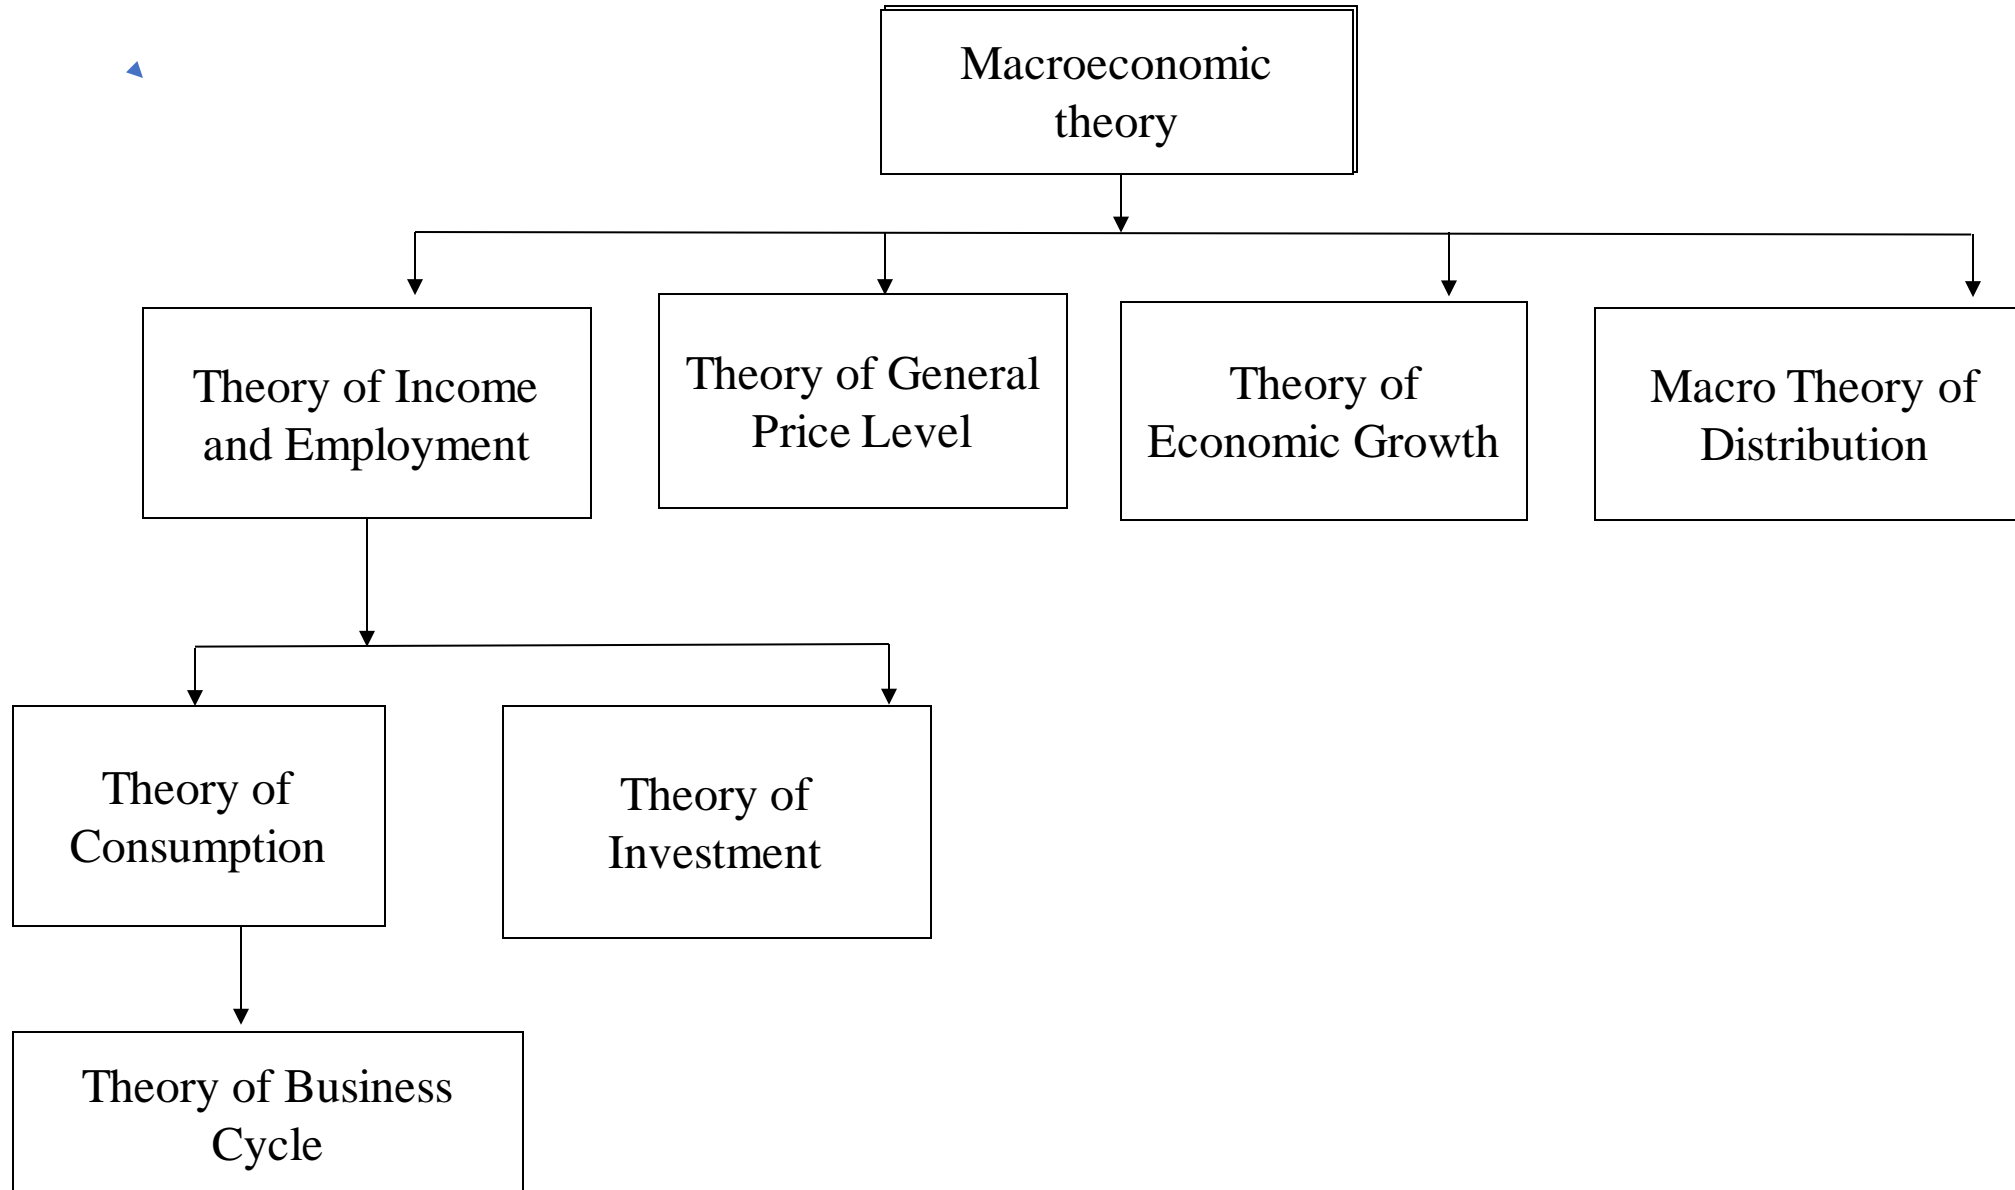 Macroeconomic
theory
Theory of Income
and Employment
Theory of General
Price Level
Theory of
Economic Growth
Macro Theory of
Distribution
Theory of
Consumption
Theory of
Investment
Theory of Business
Cycle